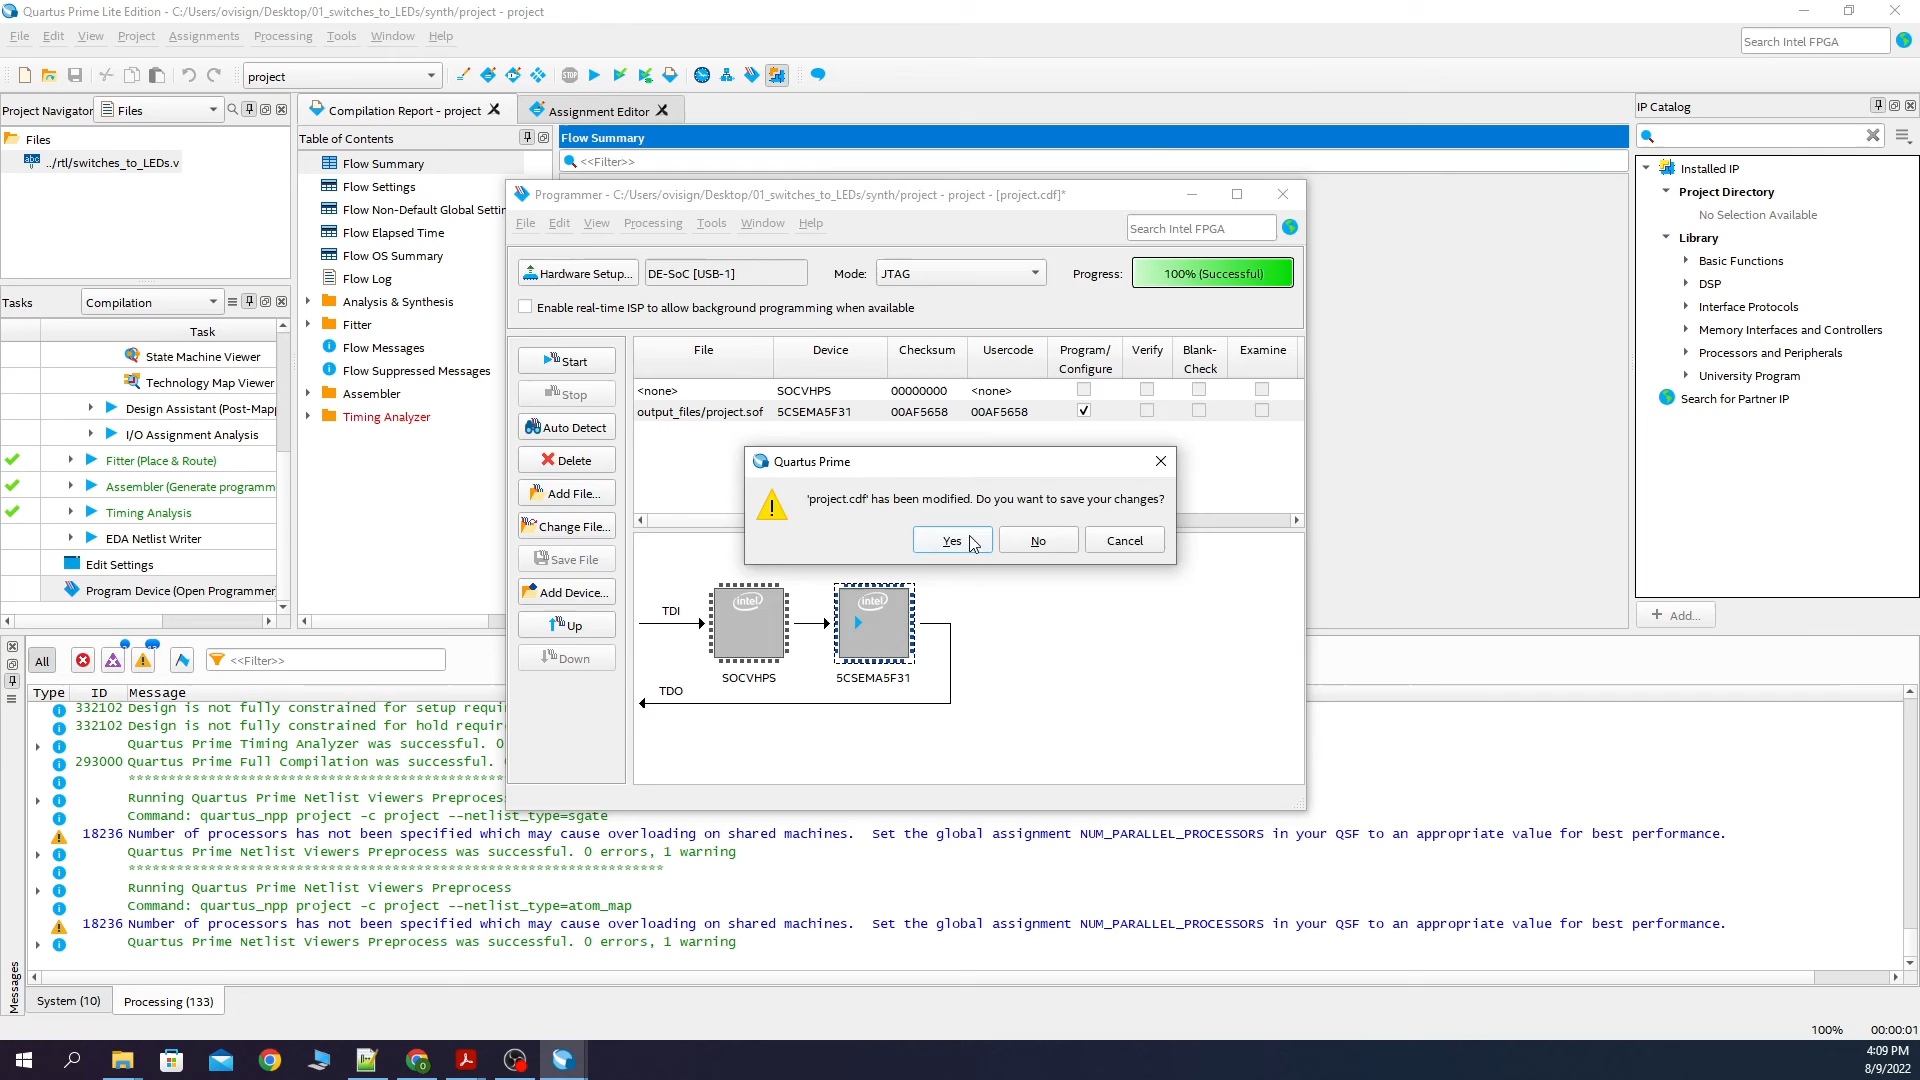 Quartus Prime Lite Edition - C:/Users/ovisign/Desktop/01_switches_to_LEDs/synth/project - project
File Edit View Project Assignments Processing Tools Window Help
Search Intel FPGA
project
Project Navigator Files
Compilation Report - project
Assignment Editor
IP Catalog
Files
../rtl/switches_to_LEDs.v
Table of Contents
Flow Summary
Flow Settings
Flow Non-Default Global Settin
Flow Elapsed Time
Flow OS Summary
Flow Log
Analysis & Synthesis
Fitter
Flow Messages
Flow Suppressed Messages
Assembler
Timing Analyzer
Flow Summary
<<Filter>>
Installed IP
Project Directory
No Selection Available
Library
Basic Functions
DSP
Interface Protocols
Memory Interfaces and Controllers
Processors and Peripherals
University Program
Search for Partner IP
+ Add...
Tasks Compilation
Task
State Machine Viewer
Technology Map Viewer
Design Assistant (Post-Mapp
I/O Assignment Analysis
Fitter (Place & Route)
Assembler (Generate programm
Timing Analysis
EDA Netlist Writer
Edit Settings
Program Device (Open Programmer
Programmer - C:/Users/ovisign/Desktop/01_switches_to_LEDs/synth/project - project - [project.cdf]*
File Edit View Processing Tools Window Help
Search Intel FPGA
Hardware Setup... DE-SoC [USB-1] Mode: JTAG Progress: 100% (Successful)
Enable real-time ISP to allow background programming when available
Start
Stop
Auto Detect
Delete
Add File...
Change File...
Save File
Add Device...
Up
Down
File Device Checksum Usercode Program/ Configure Verify Blank- Check Examine
<none> SOCVHPS 00000000 <none>
output_files/project.sof 5CSEMA5F31 00AF5658 00AF5658
Quartus Prime
'project.cdf' has been modified. Do you want to save your changes?
Yes No Cancel
TDI
intel
intel
SOCVHPS
5CSEMA5F31
TDO
All
<<Filter>>
Type ID Message
332102 Design is not fully constrained for setup requi
332102 Design is not fully constrained for hold requir
Quartus Prime Timing Analyzer was successful. 0
293000 Quartus Prime Full Compilation was successful.
***********************************************
Running Quartus Prime Netlist Viewers Preproces
Command: quartus_npp project -c project --netlist_type=sgate
18236 Number of processors has not been specified which may cause overloading on shared machines.  Set the global assignment NUM_PARALLEL_PROCESSORS in your QSF to an appropriate value for best performance.
Quartus Prime Netlist Viewers Preprocess was successful. 0 errors, 1 warning
*******************************************************************
Running Quartus Prime Netlist Viewers Preprocess
Command: quartus_npp project -c project --netlist_type=atom_map
18236 Number of processors has not been specified which may cause overloading on shared machines.  Set the global assignment NUM_PARALLEL_PROCESSORS in your QSF to an appropriate value for best performance.
Quartus Prime Netlist Viewers Preprocess was successful. 0 errors, 1 warning
Messages
System (10) Processing (133)
100% 00:00:01
4:09 PM
8/9/2022